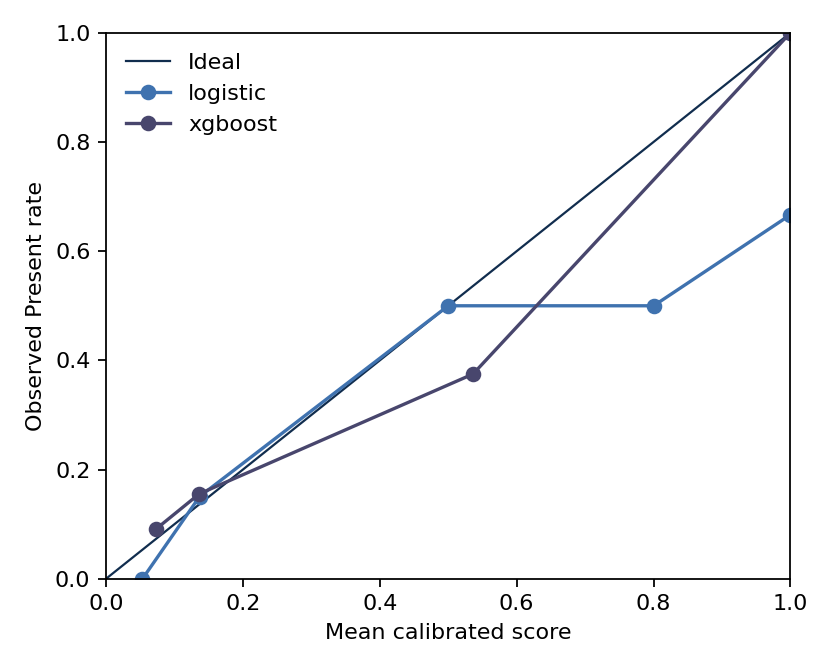 1.0
0.8
0.6
0.4
0.2
0.0
Observed Present rate
Ideal
logistic
xgboost
0.0 0.2 0.4 0.6 0.8 1.0
Mean calibrated score